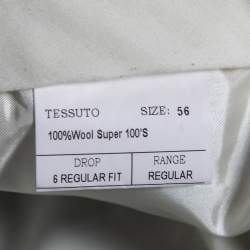 TESSUTO SIZE: 56
100%Wool Super 100'S
DROP RANGE
6 REGULAR FIT REGULAR